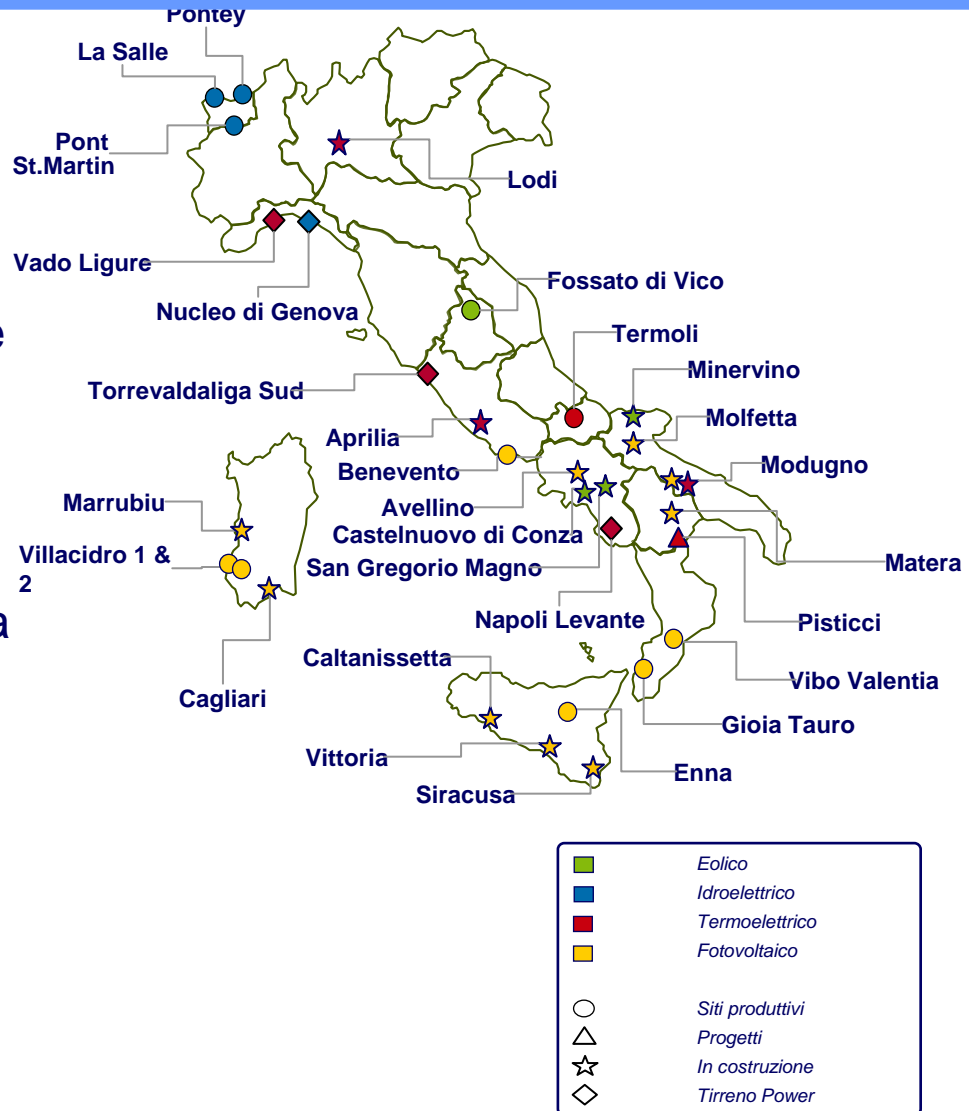 Pontey
La Salle
Pont
St.Martin
Lodi
Vado Ligure
Nucleo di Genova
Fossato di Vico
e
Termoli
Torrevaldaliga Sud
Minervino
Molfetta
Aprilia
Benevento
Modugno
Marrubiu
Avellino
Castelnuovo di Conza
Villacidro 1 &
2
San Gregorio Magno
Matera
a
Napoli Levante
Pisticci
Caltanissetta
Cagliari
Vibo Valentia
Gioia Tauro
Vittoria
Enna
Siracusa
Eolico
Idroelettrico
Termoelettrico
Fotovoltaico
Siti produttivi
Progetti
In costruzione
Tirreno Power